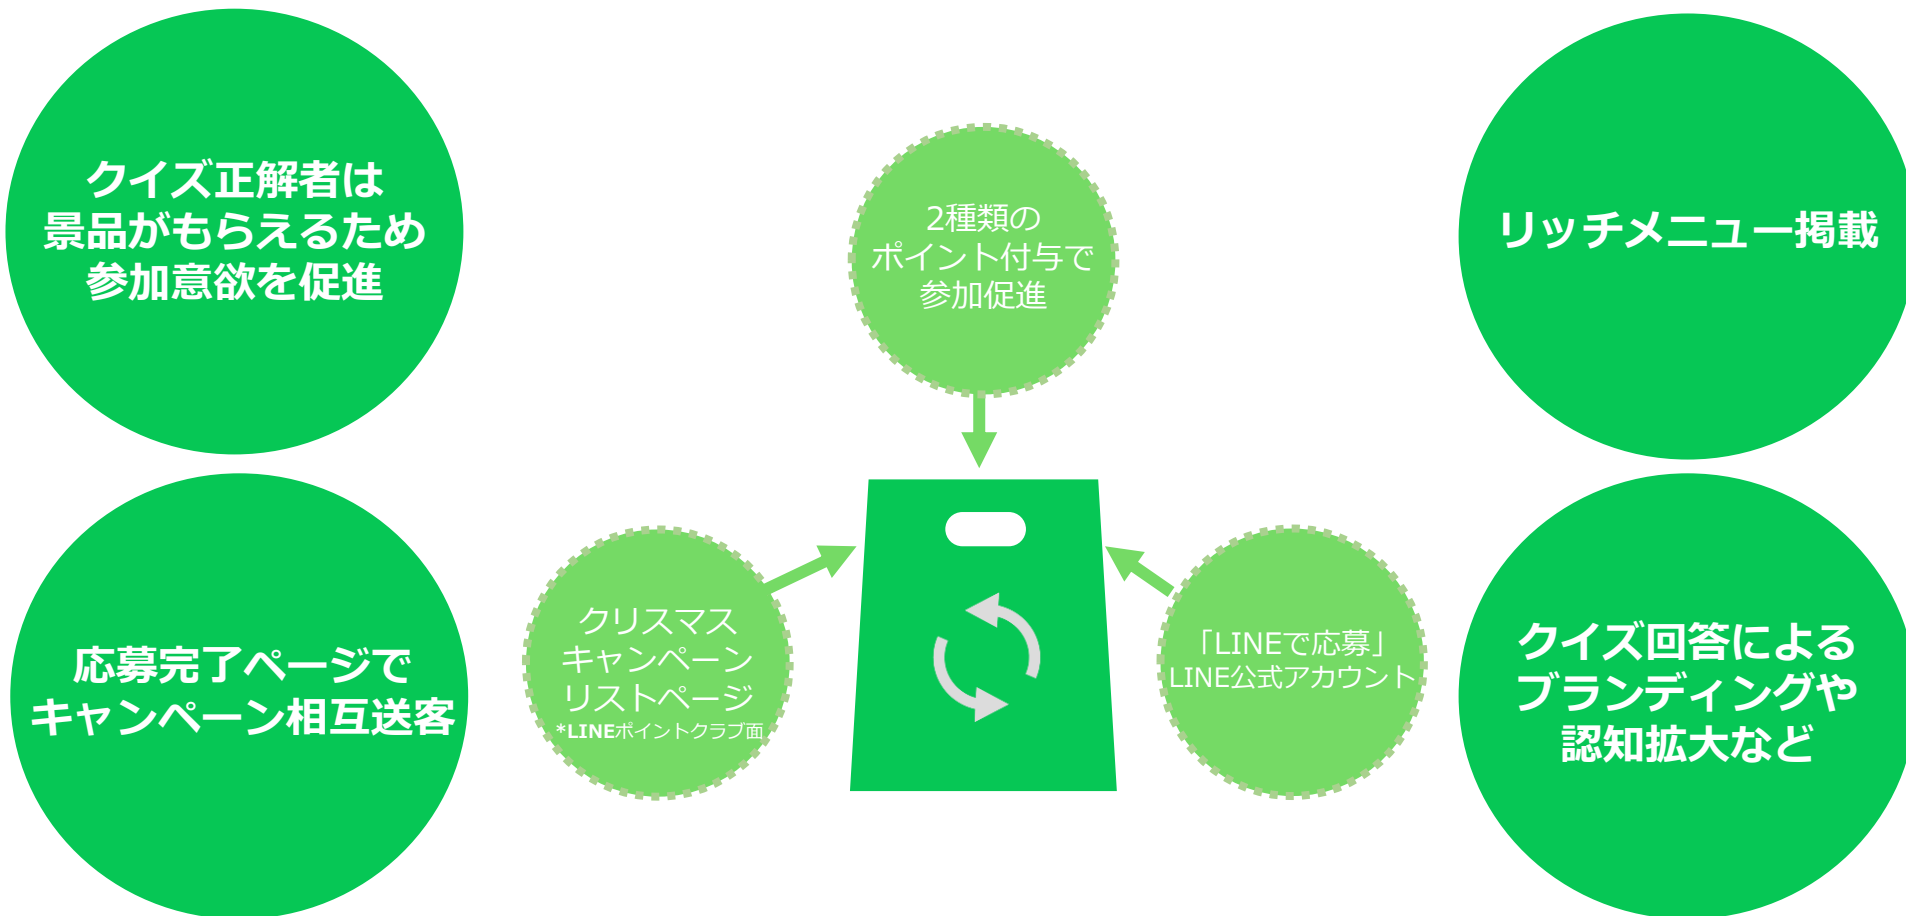 クイズ正解者は
景品がもらえるため
参加意欲を促進
2種類の
ポイント付与で
参加促進
リッチメニュー掲載
応募完了ページで
キャンペーン相互送客
クリスマス
キャンペーン
リストページ
*LINEポイントクラブ面
「LINEで応募」
LINE公式アカウント
クイズ回答による
ブランディングや
認知拡大など